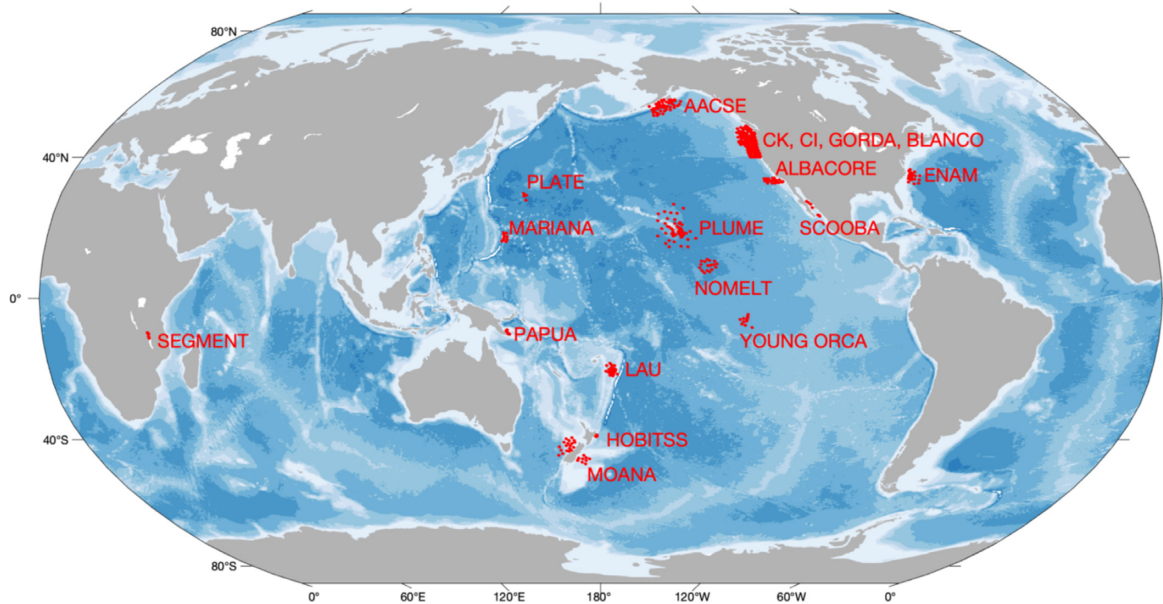 80°N
AACSE
CK, CI, GORDA, BLANCO
40°N
ALBACORE
ENAM
PLATE
MARIANA
PLUME
SCOOBA
NOMELT
0°
SEGMENT
PAPUA
YOUNG ORCA
LAU
40°S
HOBITSS
MOANA
80°S
0° 60°E 120°E 180° 120°W 60°W 0°